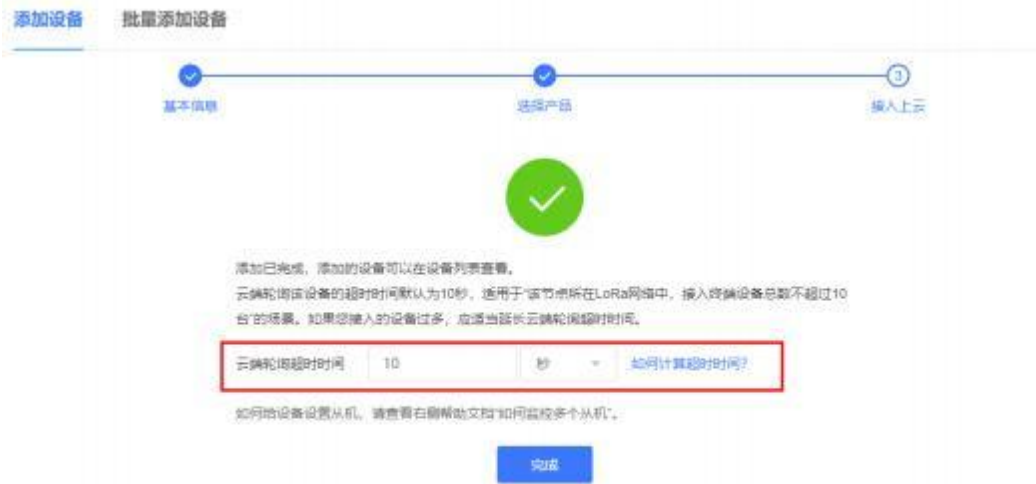 添加设备 批量添加设备
3
基本信息 选择产品 接入上云
添加已完成，添加的设备可以在设备列表查看。
云端轮询该设备的超时时间默认为10秒，适用于“该节点所在LoRa网络中，接入终端设备总数不超过10
台”的场景。如果您接入的设备过多，应适当延长云端轮询超时时间。
云端轮询超时时间 10 秒 如何计算超时时间？
如何给设备设置从机，请查看右侧帮助文档“如何监控多个从机”。
完成